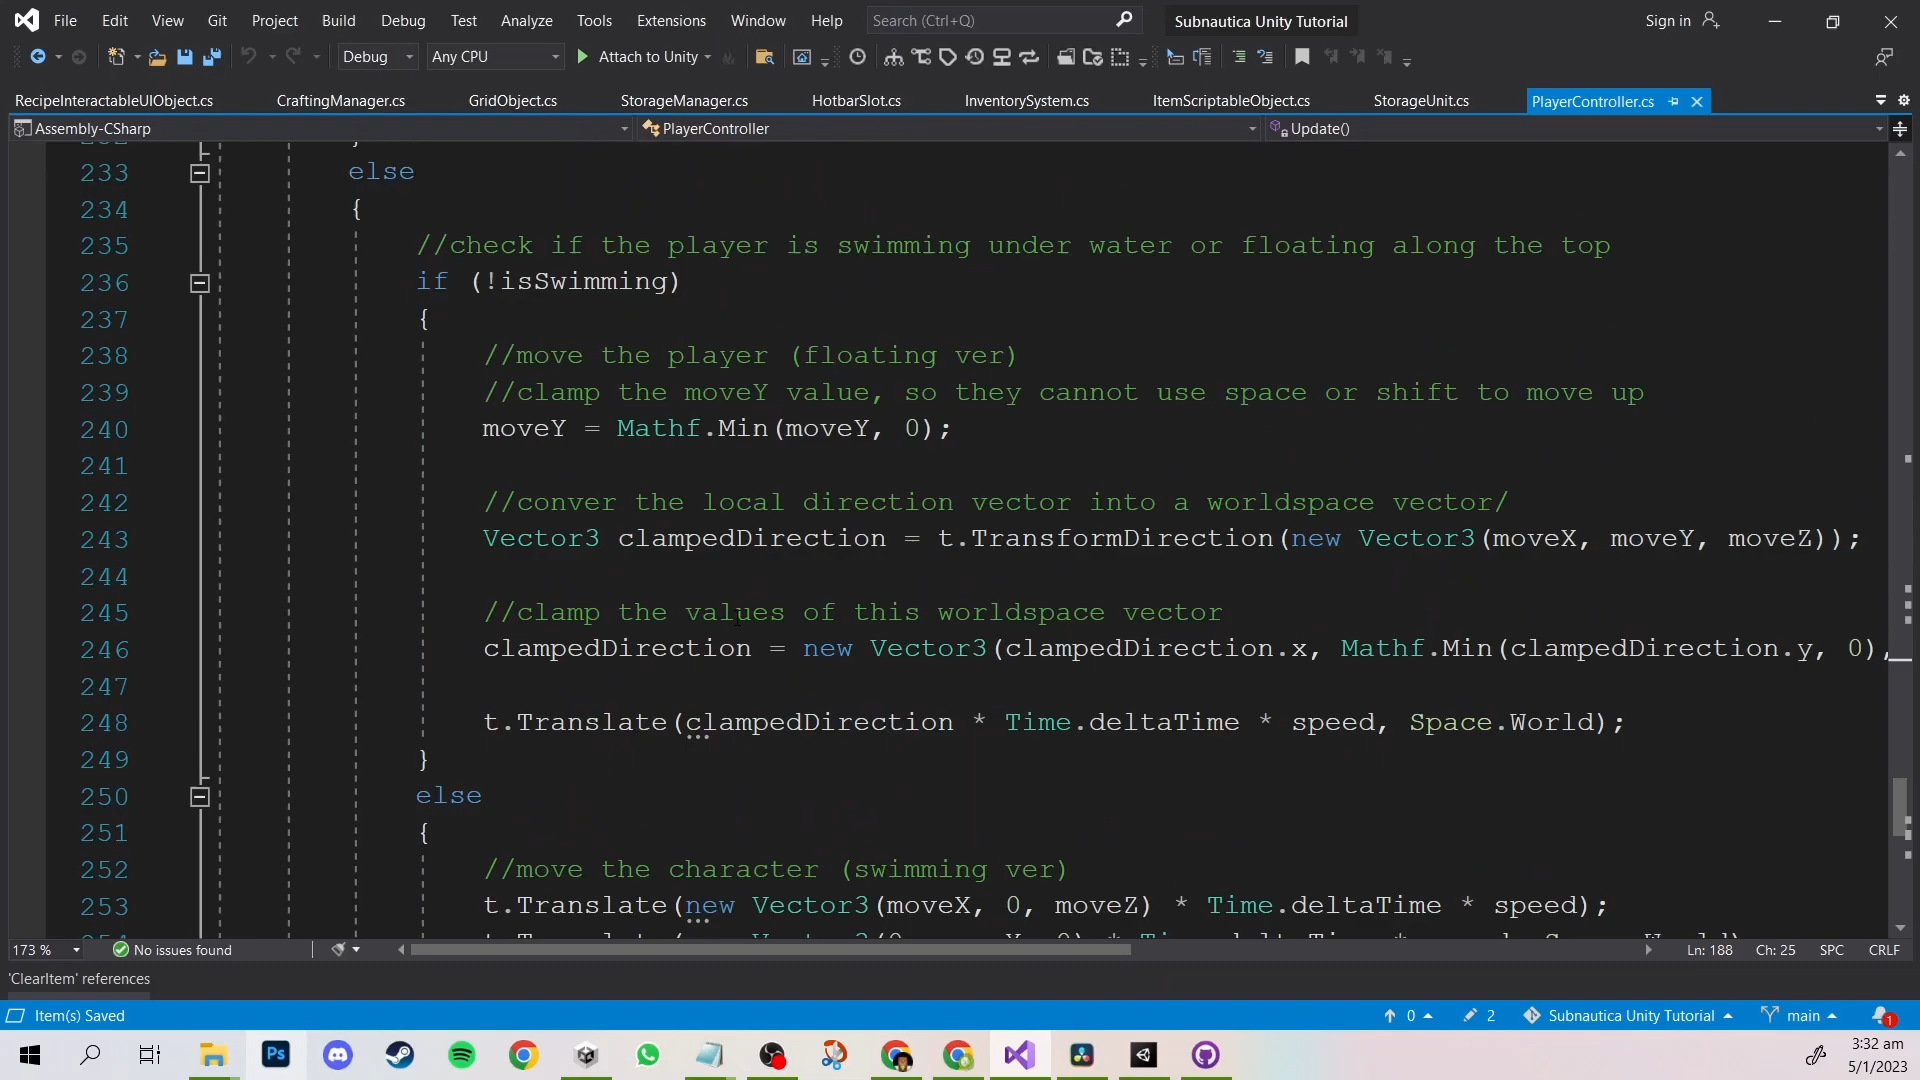 File Edit View Git Project Build Debug Test Analyze Tools Extensions Window Help Search (Ctrl+Q) Subnautica Unity Tutorial Sign in
Debug Any CPU Attach to Unity
RecipeInteractableUIObject.cs CraftingManager.cs GridObject.cs StorageManager.cs HotbarSlot.cs InventorySystem.cs ItemScriptableObject.cs StorageUnit.cs PlayerController.cs
Assembly-CSharp PlayerController Update()
233 else
234 {
235 //check if the player is swimming under water or floating along the top
236 if (!isSwimming)
237 {
238 //move the player (floating ver)
239 //clamp the moveY value, so they cannot use space or shift to move up
240 moveY = Mathf.Min(moveY, 0);
241
242 //conver the local direction vector into a worldspace vector/
243 Vector3 clampedDirection = t.TransformDirection(new Vector3(moveX, moveY, moveZ));
244
245 //clamp the values of this worldspace vector
246 clampedDirection = new Vector3(clampedDirection.x, Mathf.Min(clampedDirection.y, 0),
247
248 t.Translate(clampedDirection * Time.deltaTime * speed, Space.World);
249 }
250 else
251 {
252 //move the character (swimming ver)
253 t.Translate(new Vector3(moveX, 0, moveZ) * Time.deltaTime * speed);
173 % No issues found Ln: 188 Ch: 25 SPC CRLF
'ClearItem' references
Item(s) Saved 0 2 Subnautica Unity Tutorial main 1
Ps
3:32 am
5/1/2023